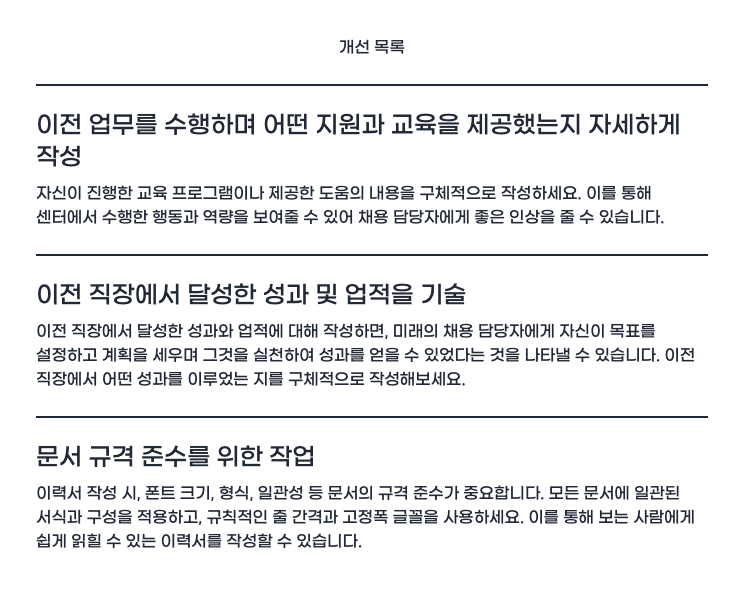 개선 목록
이전 업무를 수행하며 어떤 지원과 교육을 제공했는지 자세하게
작성
자신이 진행한 교육 프로그램이나 제공한 도움의 내용을 구체적으로 작성하세요. 이를 통해
센터에서 수행한 행동과 역량을 보여줄 수 있어 채용 담당자에게 좋은 인상을 줄 수 있습니다.
이전 직장에서 달성한 성과 및 업적을 기술
이전 직장에서 달성한 성과와 업적에 대해 작성하면, 미래의 채용 담당자에게 자신이 목표를
설정하고 계획을 세우며 그것을 실천하여 성과를 얻을 수 있었다는 것을 나타낼 수 있습니다. 이전
직장에서 어떤 성과를 이루었는 지를 구체적으로 작성해보세요.
문서 규격 준수를 위한 작업
이력서 작성 시, 폰트 크기, 형식, 일관성 등 문서의 규격 준수가 중요합니다. 모든 문서에 일관된
서식과 구성을 적용하고, 규칙적인 줄 간격과 고정폭 글꼴을 사용하세요. 이를 통해 보는 사람에게
쉽게 읽힐 수 있는 이력서를 작성할 수 있습니다.